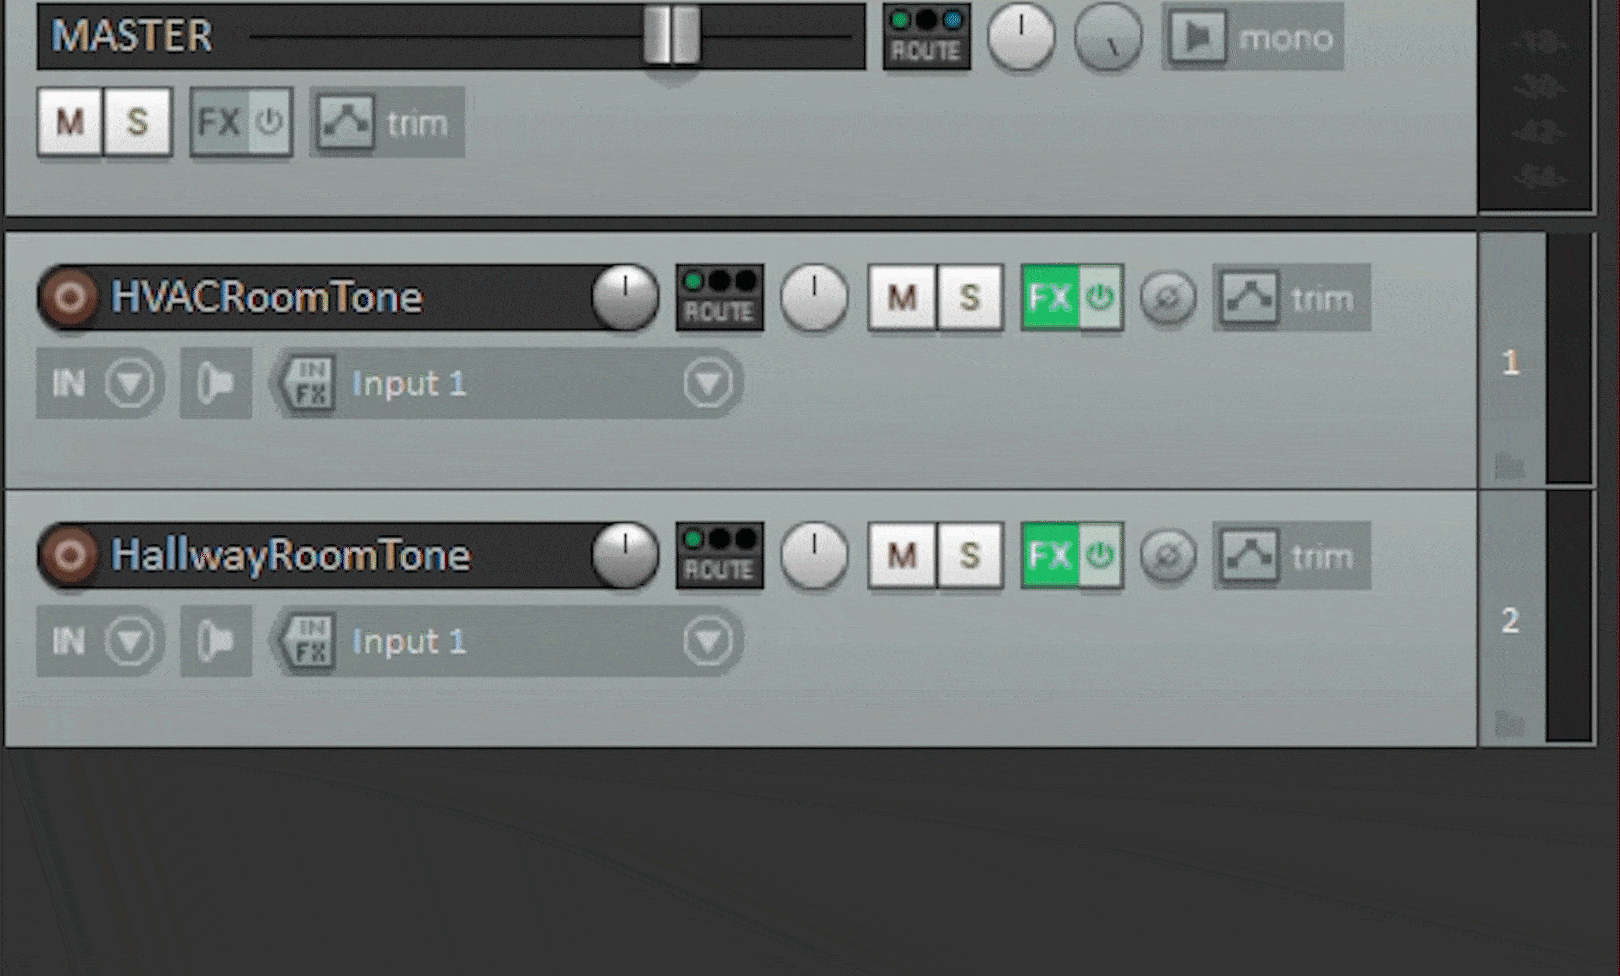 MASTER ROUTE mono
M S FX trim
-18-
-30-
-42-
-54-
HVACRoomTone ROUTE M S FX trim
IN IN FX Input 1
1
HallwayRoomTone ROUTE M S FX trim
IN IN FX Input 1
2